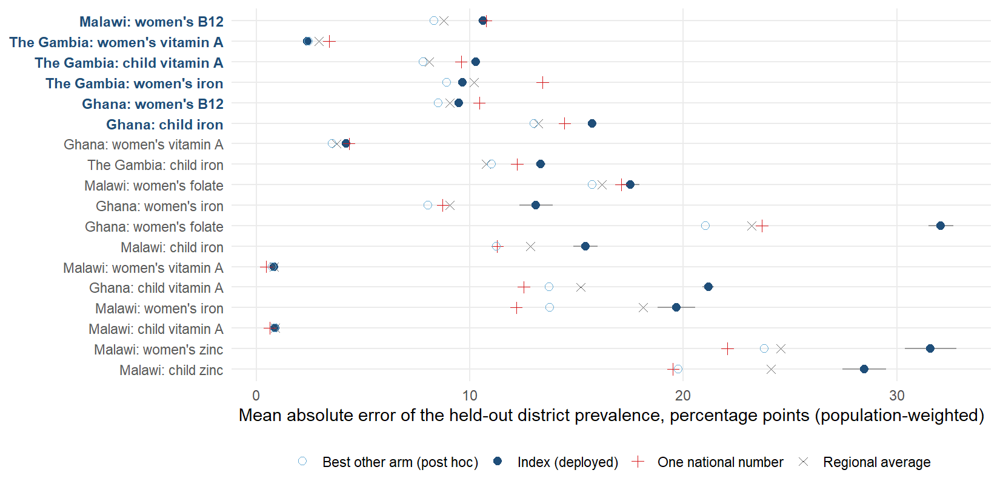 Malawi: women's B12
The Gambia: women's vitamin A
The Gambia: child vitamin A
The Gambia: women's iron
Ghana: women's B12
Ghana: child iron
Ghana: women's vitamin A
The Gambia: child iron
Malawi: women's folate
Ghana: women's iron
Ghana: women's folate
Malawi: child iron
Malawi: women's vitamin A
Ghana: child vitamin A
Malawi: women's iron
Malawi: child vitamin A
Malawi: women's zinc
Malawi: child zinc
0 10 20 30
Mean absolute error of the held-out district prevalence, percentage points (population-weighted)
Best other arm (post hoc) Index (deployed) One national number Regional average